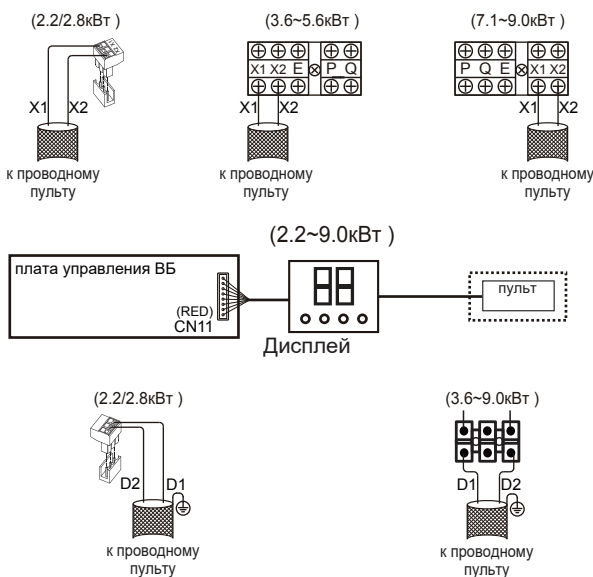 (2.2/2.8кВт )
(3.6~5.6кВт )
(7.1~9.0кВт )
X1 X2 E P Q
P Q E X1 X2
X1 X2
X1 X2
X1 X2
к проводному
пульту
к проводному
пульту
к проводному
пульту
(2.2~9.0кВт )
плата управления ВБ
(RED)
CN11
пульт
Дисплей
(2.2/2.8кВт )
(3.6~9.0кВт )
D2 D1
D1 D2
к проводному
пульту
к проводному
пульту